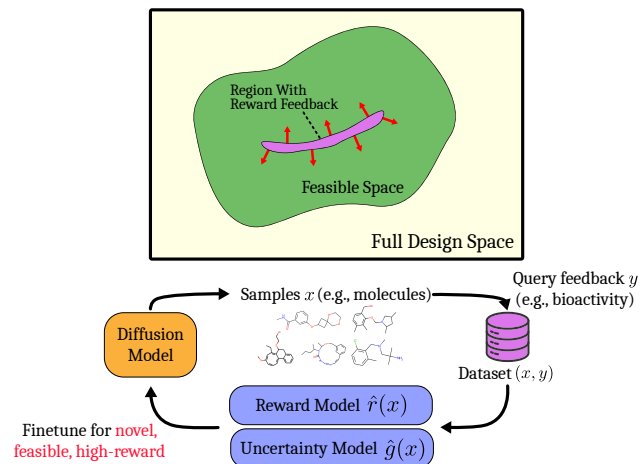 Region With
Reward Feedback
Feasible Space
Full Design Space
Samples x (e.g., molecules)
Query feedback y
(e.g., bioactivity)
Diffusion
Model
Dataset (x, y)
Reward Model r̂(x)
Uncertainty Model ĝ(x)
Finetune for novel,
feasible, high-reward